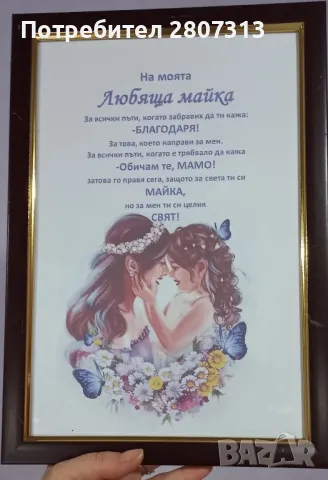 Потребител 2807313
На моята
Любяща майка
За всички пъти, когато забравих да ти кажа:
-БЛАГОДАРЯ!
За това, което направи за мен.
За всички пъти, когато е трябвало да кажа
-Обичам те, МАМО!
затова го правя сега, защото за света ти си
МАЙКА,
но за мен ти си целия
СВЯТ!
BAZAR